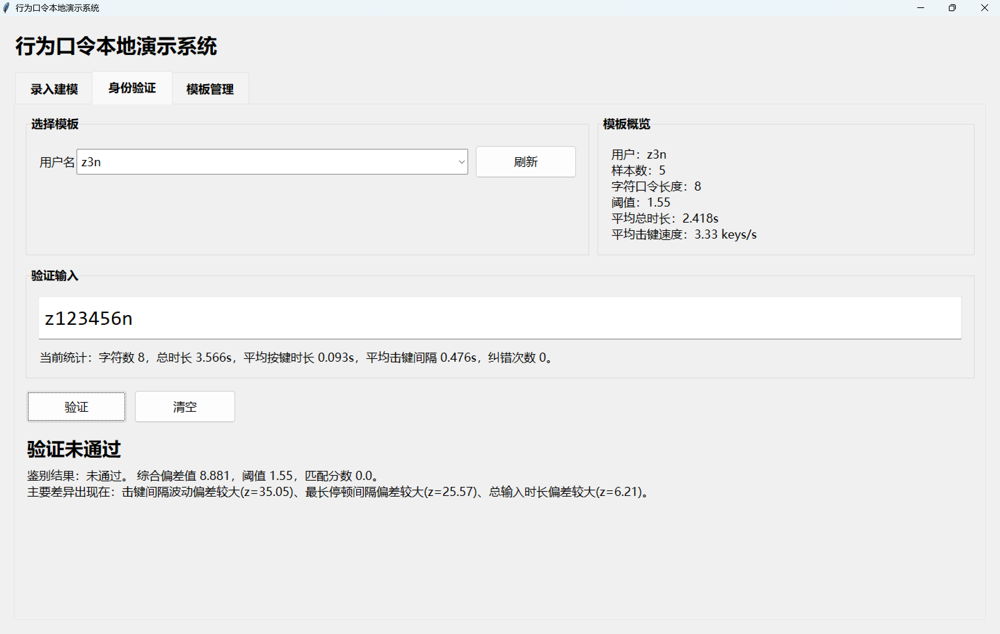 行为口令本地演示系统
行为口令本地演示系统
录入建模
身份验证
模板管理
选择模板
用户名
z3n
刷新
模板概览
用户：z3n
样本数：5
字符口令长度：8
阈值：1.55
平均总时长：2.418s
平均击键速度：3.33 keys/s
验证输入
z123456n
当前统计：字符数 8，总时长 3.566s，平均按键时长 0.093s，平均击键间隔 0.476s，纠错次数 0。
验证
清空
验证未通过
鉴别结果：未通过。 综合偏差值 8.881，阈值 1.55，匹配分数 0.0。
主要差异出现在：击键间隔波动偏差较大(z=35.05)、最长停顿间隔偏差较大(z=25.57)、总输入时长偏差较大(z=6.21)。